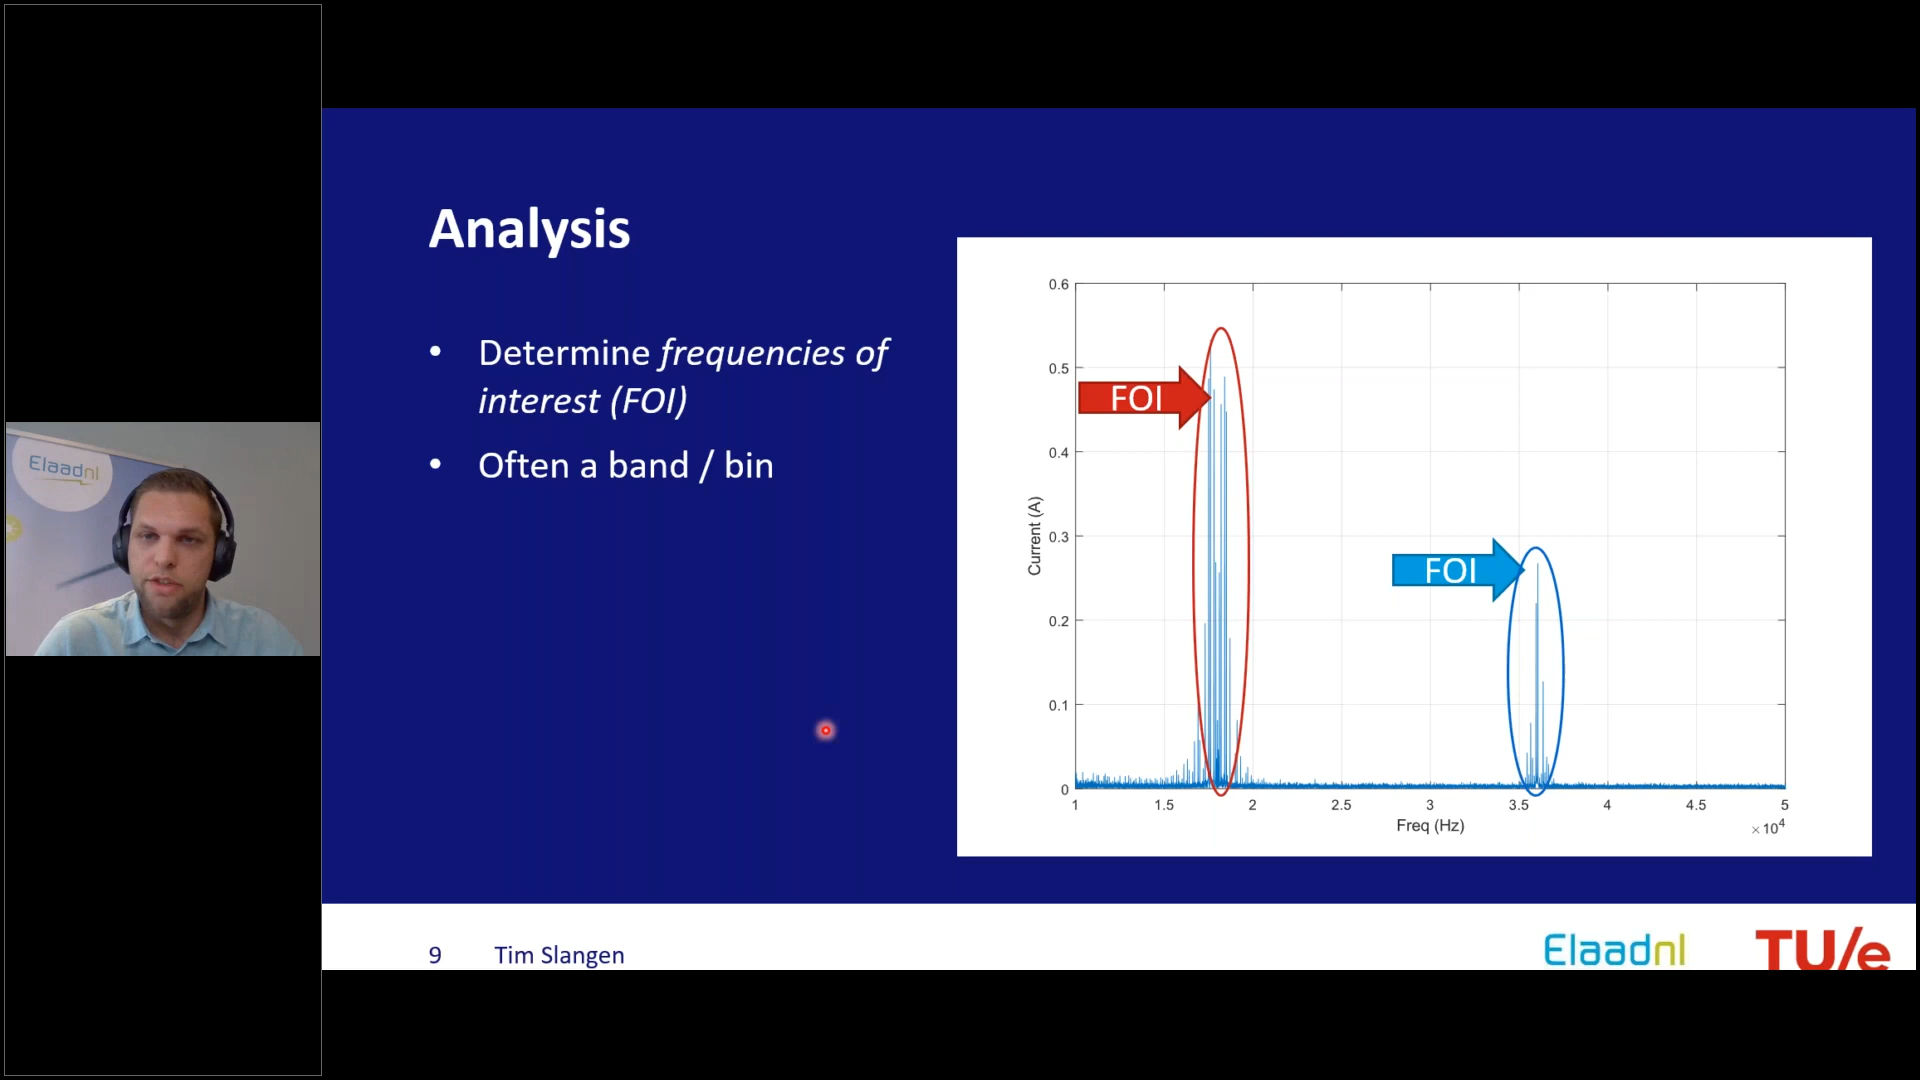 Elaadnl
Analysis
• Determine frequencies of
interest (FOI)
• Often a band / bin
0.6
0.5
0.4
0.3
0.2
0.1
0
Current (A)
FOI
FOI
1 1.5 2 2.5 3 3.5 4 4.5 5
Freq (Hz)
×10⁴
9 Tim Slangen
Elaadnl
TU/e